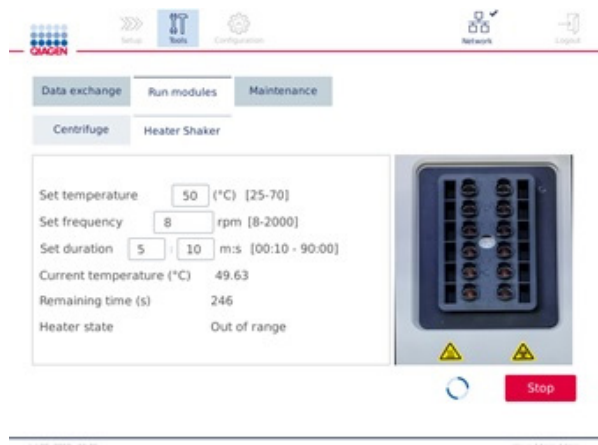 Setup Tools Configuration Network Logout
QIAGEN
Data exchange Run modules Maintenance
Centrifuge Heater Shaker
Set temperature 50 (°C) [25-70]
Set frequency 8 rpm [8-2000]
Set duration 5 : 10 m:s [00:10 - 90:00]
Current temperature (°C) 49.63
Remaining time (s) 246
Heater state Out of range
Stop